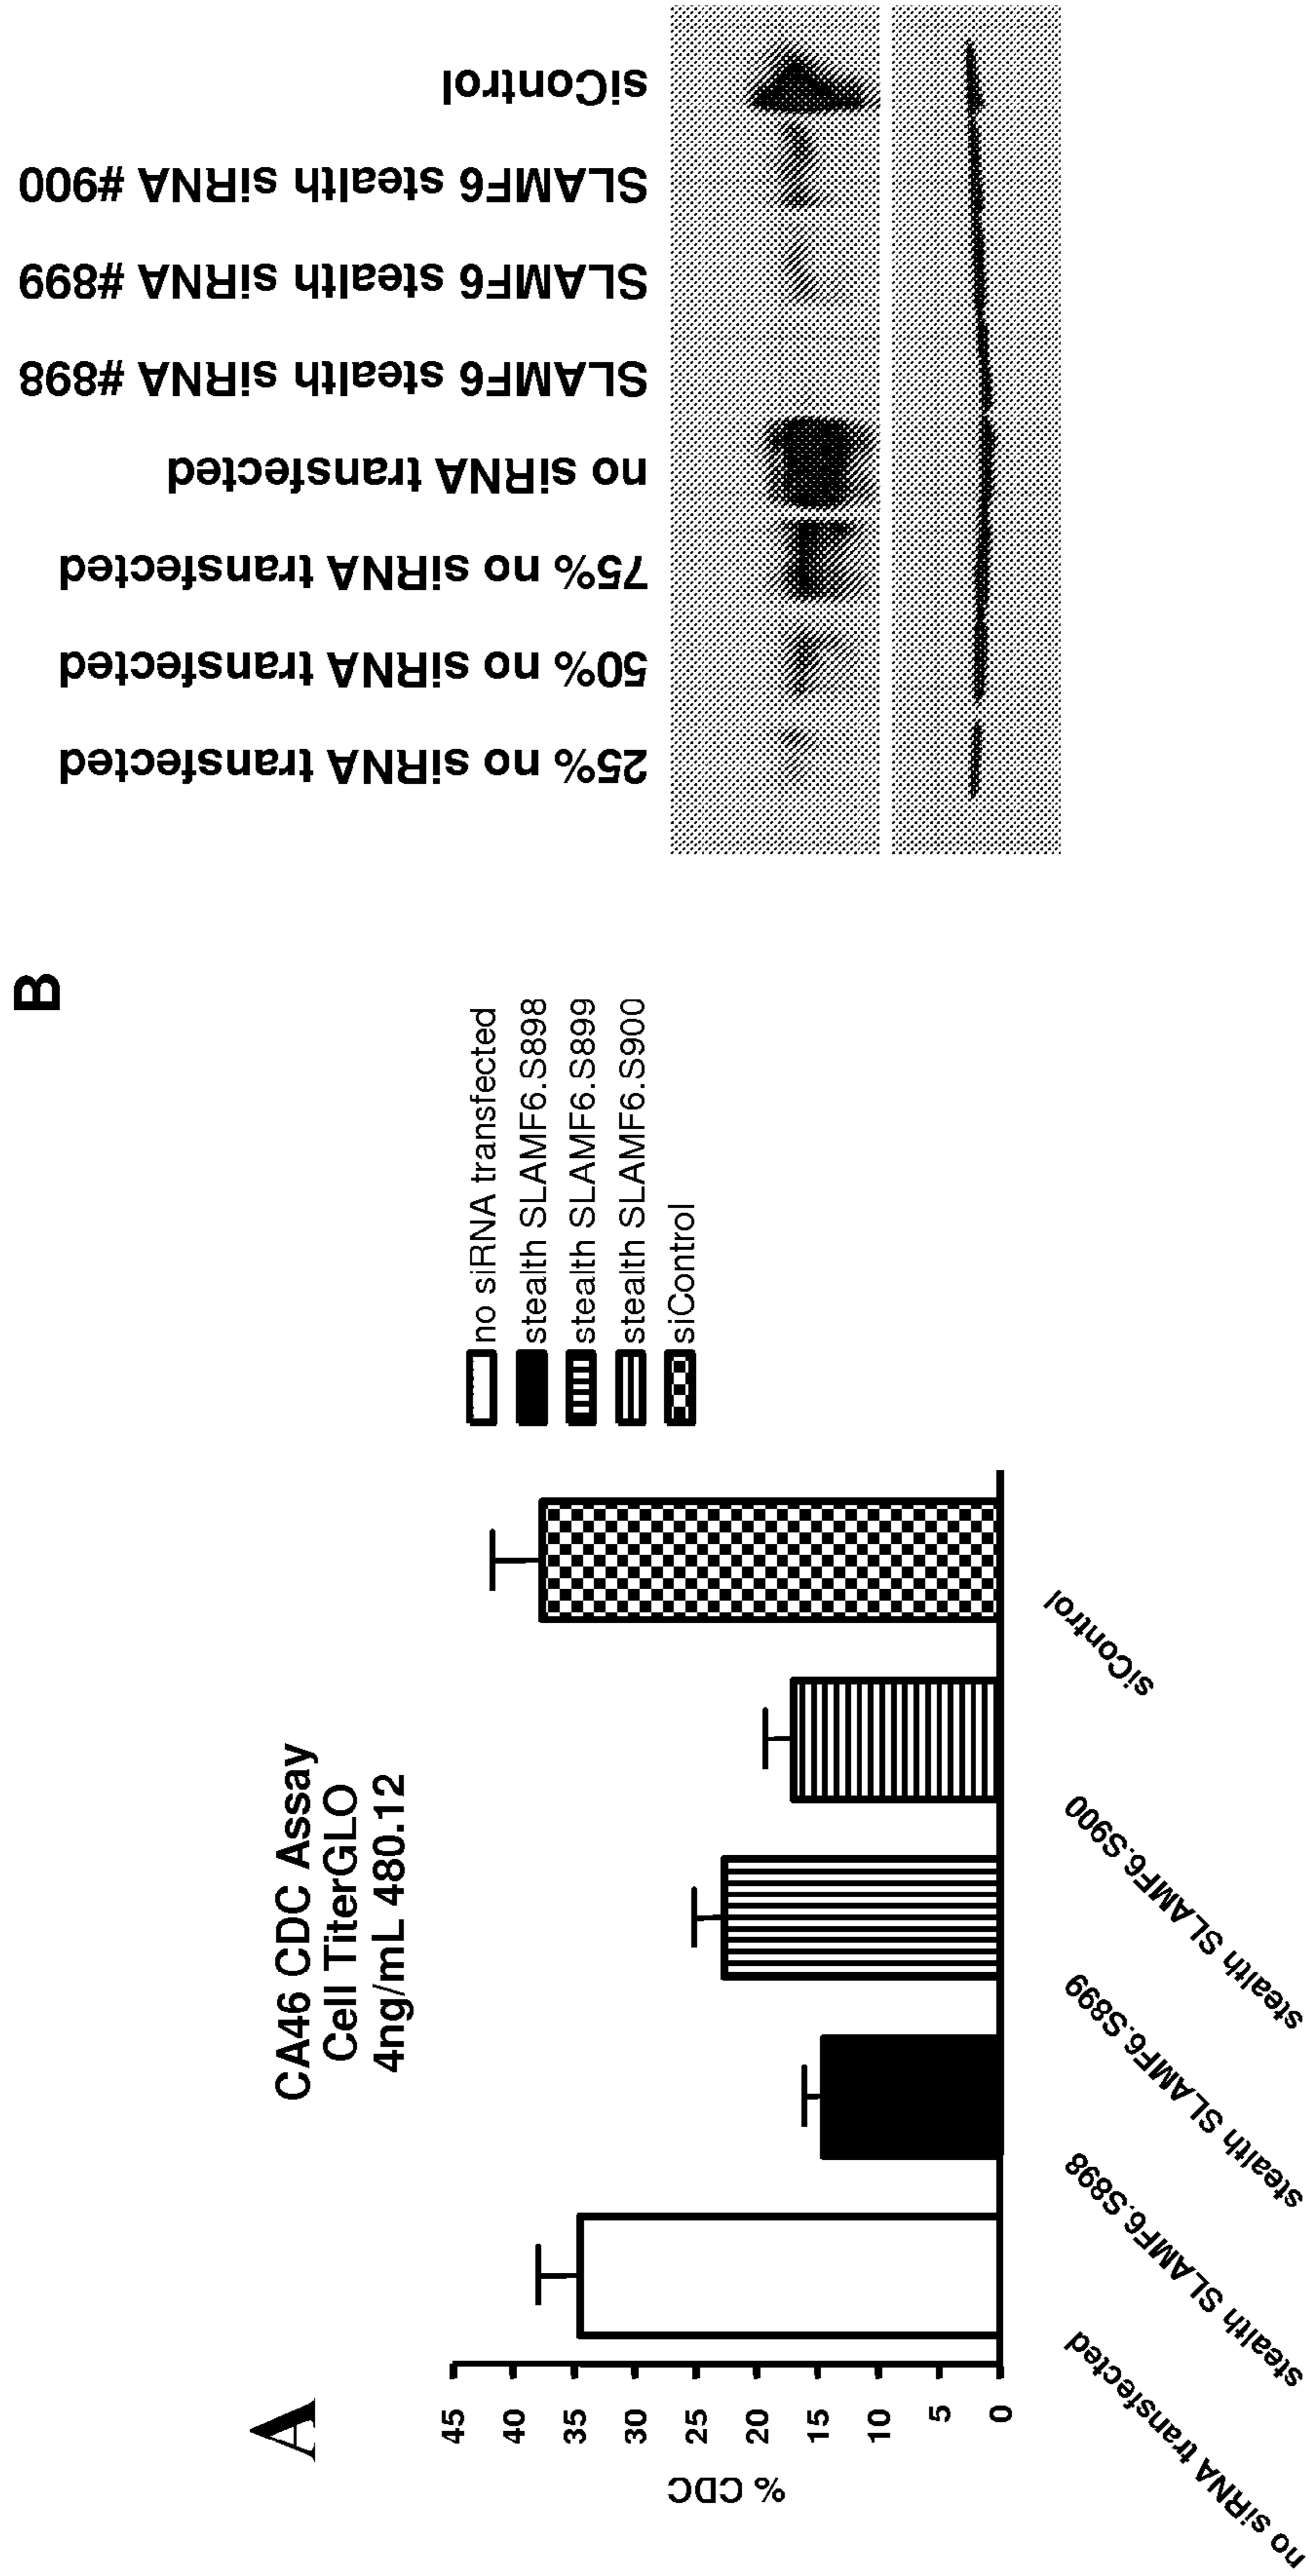 A
CA46 CDC Assay
Cell TiterGLO
4ng/mL 480.12
% CDC
45
40
35
30
25
20
15
10
5
0
no siRNA transfected
stealth SLAMF6.S898
stealth SLAMF6.S899
stealth SLAMF6.S900
siControl
no siRNA transfected
stealth SLAMF6.S898
stealth SLAMF6.S899
stealth SLAMF6.S900
siControl
B
25% no siRNA transfected
50% no siRNA transfected
75% no siRNA transfected
no siRNA transfected
SLAMF6 stealth siRNA #898
SLAMF6 stealth siRNA #899
SLAMF6 stealth siRNA #900
siControl